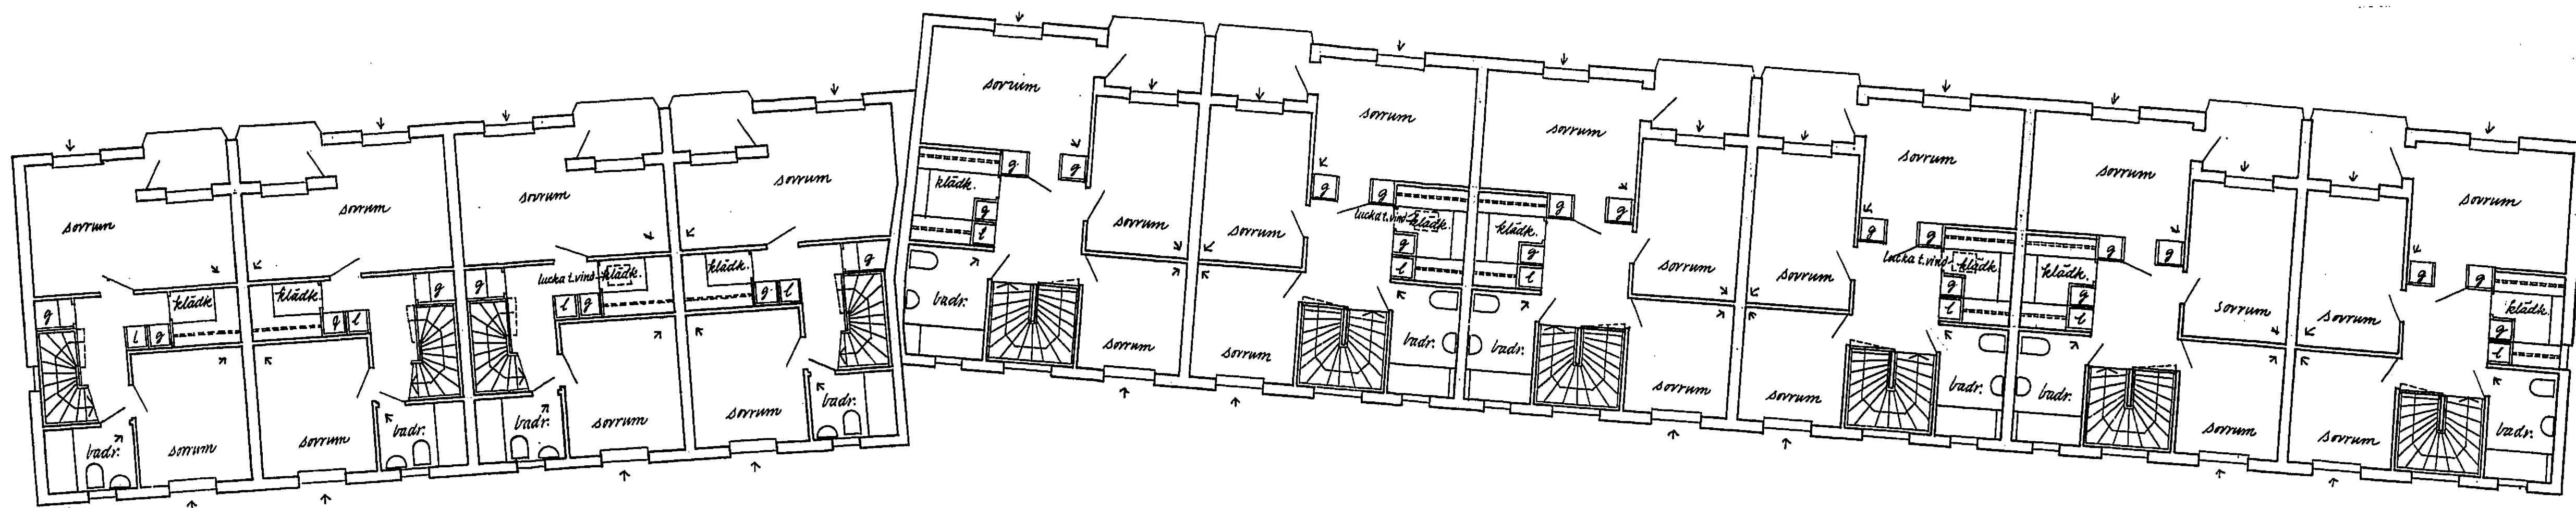 sovrum
g
klädk
l g
badr.
sovrum
sovrum
klädk
g
g l
sovrum
badr.
sovrum
g
lucka t. vind
klädk.
l g
badr.
sovrum
sovrum
klädk.
g
g l
sovrum
badr.
sovrum
g
g
klädk.
g
l
sovrum
badr.
sovrum
sovrum
g
g
lucka t. vind
klädk.
sovrum
g
l
sovrum
badr.
sovrum
g
g
klädk.
g
l
sovrum
badr.
sovrum
sovrum
g
g
lucka t. vind
klädk
sovrum
g
l
sovrum
badr.
sovrum
g
g
klädk.
g
l
sovrum
badr.
sovrum
sovrum
g
g
klädk.
sovrum
g
l
sovrum
badr.